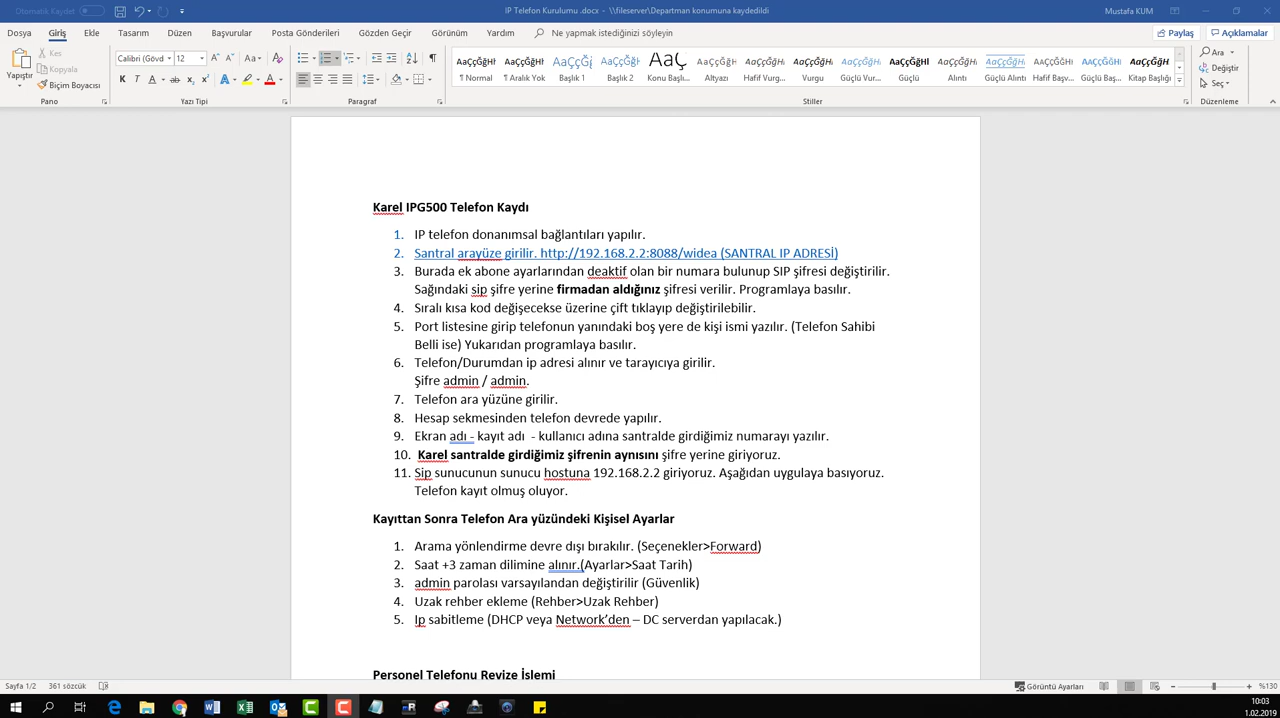 Otomatik Kaydet
IP Telefon Kurulumu .docx - \\fileserver\Departman konumuna kaydedildi
Mustafa KUM
Dosya Giriş Ekle Tasarım Düzen Başvurular Posta Gönderileri Gözden Geçir Görünüm Yardım Ne yapmak istediğinizi söyleyin
Paylaş Açıklamalar
Yapıştır
Kes
Kopyala
Biçim Boyacısı
Calibri (Gövd 12
¶ Normal ¶ Aralık Yok Başlık 1 Başlık 2 Konu Başlı... Altyazı Hafif Vurg... Vurgu Güçlü Vur... Güçlü Alıntı Güçlü Alıntı Hafif Başv... Güçlü Baş... Kitap Başlığı
Ara
Değiştir
Seç
Pano Yazı Tipi Paragraf Stiller Düzenleme
Karel IPG500 Telefon Kaydı
1. IP telefon donanımsal bağlantıları yapılır.
2. Santral arayüze girilir. http://192.168.2.2:8088/widea (SANTRAL IP ADRESİ)
3. Burada ek abone ayarlarından deaktif olan bir numara bulunup SIP şifresi değiştirilir.
Sağındaki sip şifre yerine firmadan aldığınız şifresi verilir. Programlaya basılır.
4. Sıralı kısa kod değişecekse üzerine çift tıklayıp değiştirilebilir.
5. Port listesine girip telefonun yanındaki boş yere de kişi ismi yazılır. (Telefon Sahibi
Belli ise) Yukarıdan programlaya basılır.
6. Telefon/Durumdan ip adresi alınır ve tarayıcıya girilir.
Şifre admin / admin.
7. Telefon ara yüzüne girilir.
8. Hesap sekmesinden telefon devrede yapılır.
9. Ekran adı - kayıt adı - kullanıcı adına santralde girdiğimiz numarayı yazılır.
10. Karel santralde girdiğimiz şifrenin aynısını şifre yerine giriyoruz.
11. Sip sunucunun sunucu hostuna 192.168.2.2 giriyoruz. Aşağıdan uygulaya basıyoruz.
Telefon kayıt olmuş oluyor.
Kayıttan Sonra Telefon Ara yüzündeki Kişisel Ayarlar
1. Arama yönlendirme devre dışı bırakılır. (Seçenekler>Forward)
2. Saat +3 zaman dilimine alınır.(Ayarlar>Saat Tarih)
3. admin parolası varsayılandan değiştirilir (Güvenlik)
4. Uzak rehber ekleme (Rehber>Uzak Rehber)
5. Ip sabitleme (DHCP veya Network’den – DC serverdan yapılacak.)
Personel Telefonu Revize İşlemi
Sayfa 1/2 361 sözcük
Görüntü Ayarları
%130
10:03
1.02.2019